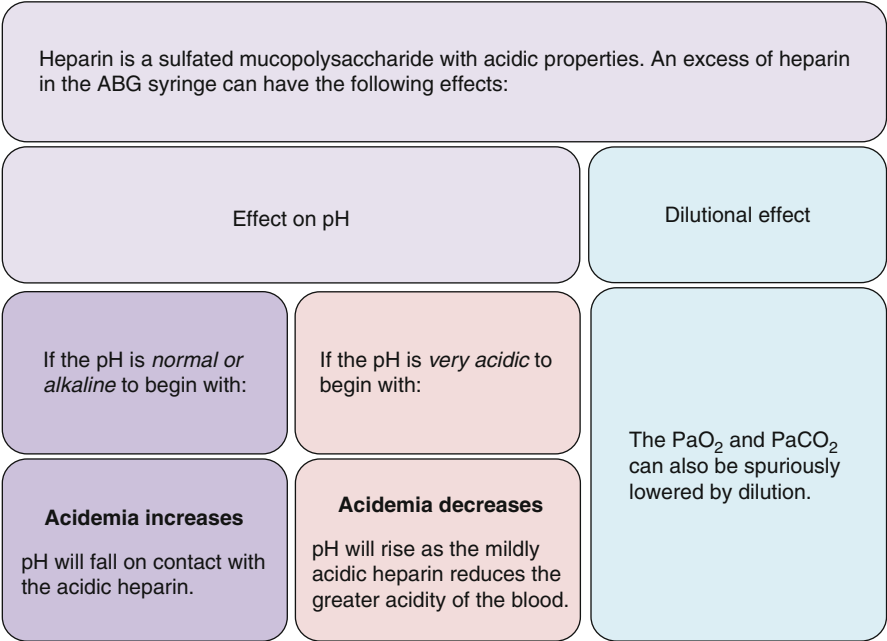 Heparin is a sulfated mucopolysaccharide with acidic properties. An excess of heparin
in the ABG syringe can have the following effects:
Effect on pH
Dilutional effect
If the pH is normal or
alkaline to begin with:
If the pH is very acidic to
begin with:
Acidemia increases
pH will fall on contact with
the acidic heparin.
Acidemia decreases
pH will rise as the mildly
acidic heparin reduces the
greater acidity of the blood.
The PaO₂ and PaCO₂
can also be spuriously
lowered by dilution.